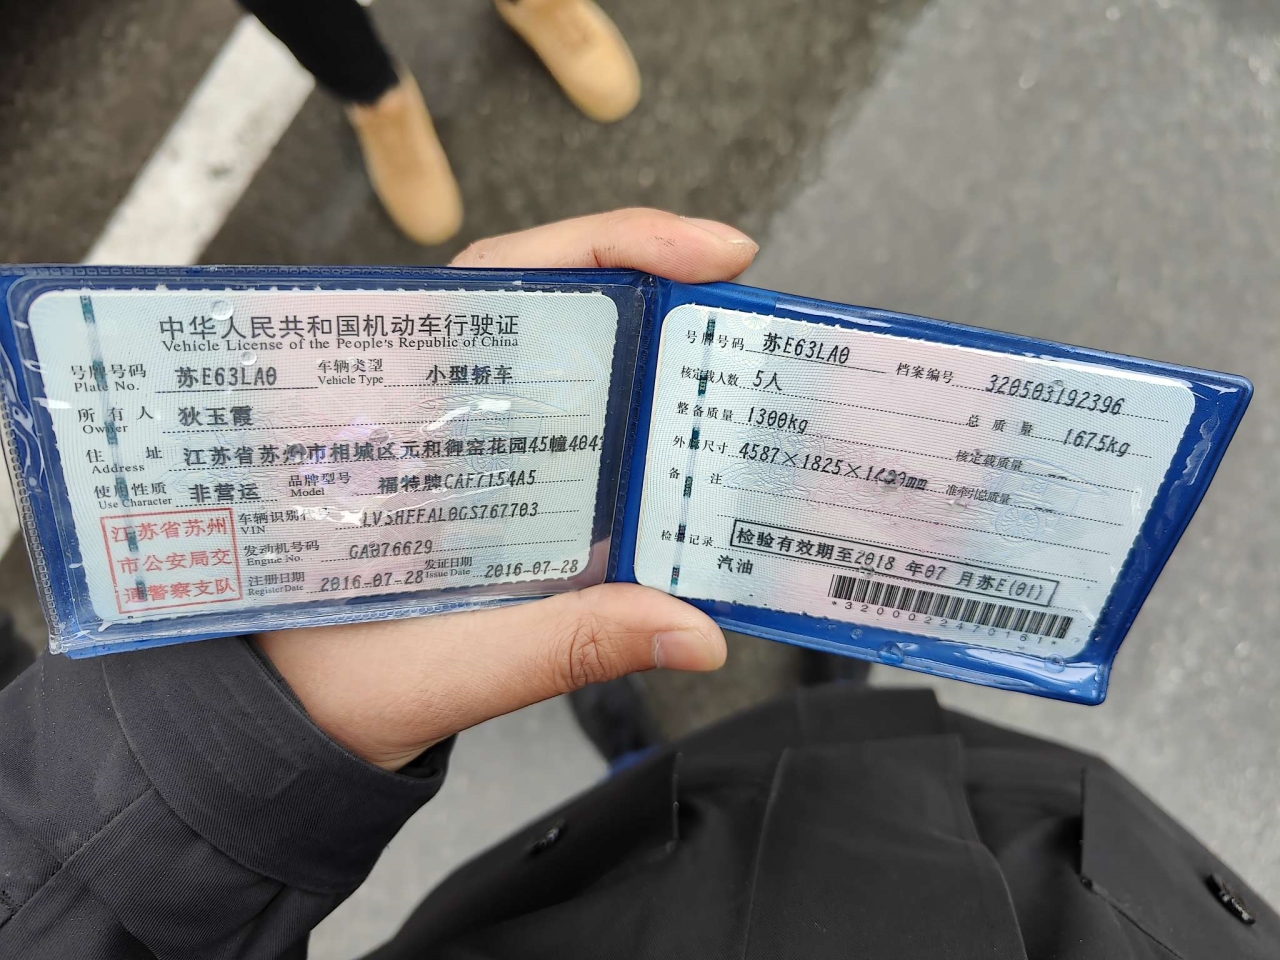 中华人民共和国机动车行驶证
Vehicle License of the People's Republic of China
号牌号码 苏E63LA0 车辆类型 小型轿车
Plate No. Vehicle Type
所有人 狄玉霞
Owner
住址 江苏省苏州市相城区元和御窑花园45幢404
Address
使用性质 非营运 品牌型号 福特牌CAF7154A5
Use Character Model
车辆识别代号 LVSHFFAL0GS767703
VIN
发动机号码 GA076629
Engine No.
注册日期 2016-07-28 发证日期 2016-07-28
Register Date Issue Date
江苏省苏州
市公安局交
通警察支队
号牌号码 苏E63LA0 档案编号 320503192396
核定载人数 5人 总质量 1675kg
整备质量 1300kg 核定载质量 --
外廓尺寸 4587×1825× mm 准牵引总质量 --
备注
检验记录 检验有效期至2018年07月苏E(01)
汽油
*3200022470161*